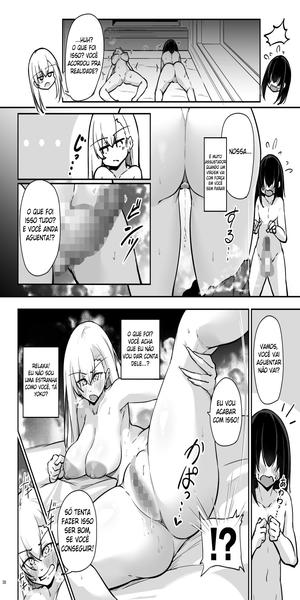 ...HUH?
O QUE FOI
ISSO? VOCÊ
ACORDOU PRA
REALIDADE?
NOSSA...
É MUITO
ASSUSTADOR
QUANDO UM
VIRGEM VAI
COM FORÇA
EM VOCÊ
SEM PARAR
O QUE FOI
ISSO TUDO?
E VOCÊ AINDA
AGUENTA!?
VAMOS,
VOCÊ VAI
AGUENTAR
NÃO VAI?
EU VOU
ACABAR
COM ISSO!
O QUE FOI?
VOCÊ ACHA
QUE EU NÃO
VOU DAR CONTA
DELE...?
RELAXA!
EU NÃO SOU
UMA ESTRANHA
COMO VOCÊ, TÁ
YOKO?
!?
SÓ TENTA
FAZER ISSO
SER BOM,
SE VOCÊ
CONSEGUIR!